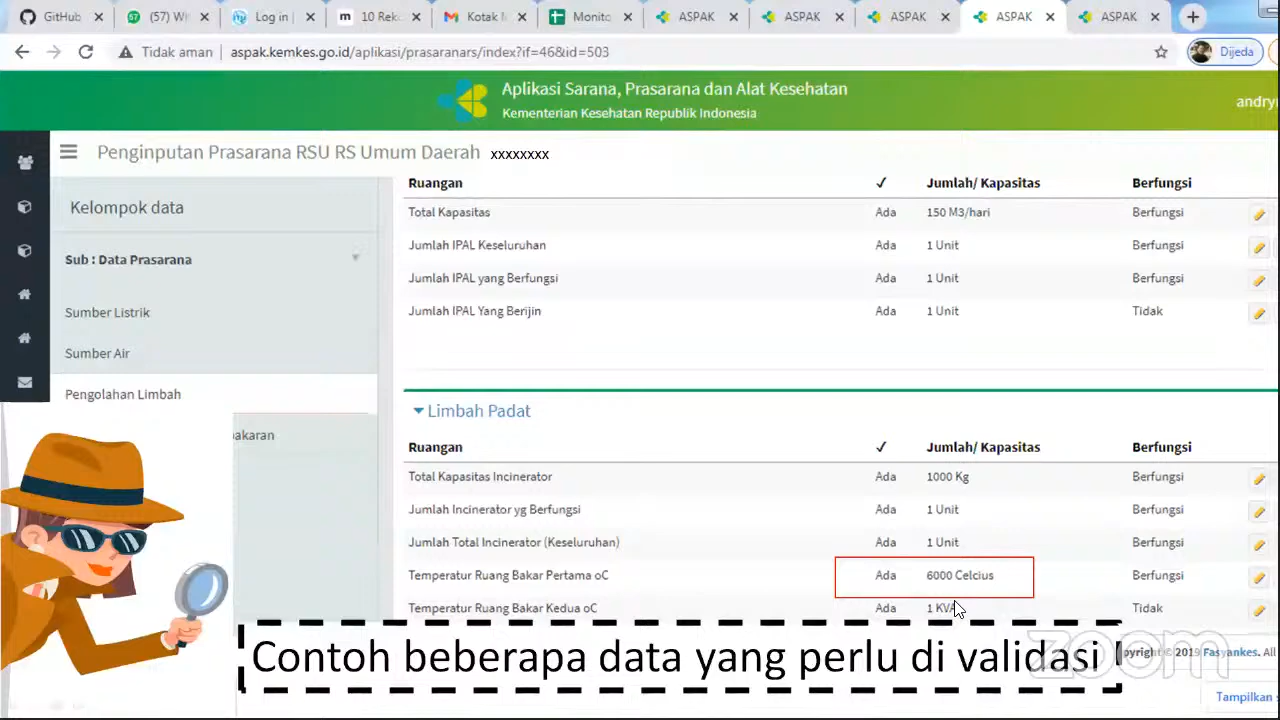 GitHub
(57) W
Log in
10 Rek
Kotak M
Monito
ASPAK
ASPAK
ASPAK
ASPAK
ASPAK
Tidak aman
aspak.kemkes.go.id/aplikasi/prasaranars/index?if=46&id=503
Dijeda
Aplikasi Sarana, Prasarana dan Alat Kesehatan
Kementerian Kesehatan Republik Indonesia
andry
Penginputan Prasarana RSU RS Umum Daerah xxxxxxxx
Kelompok data
Sub : Data Prasarana
Sumber Listrik
Sumber Air
Pengolahan Limbah
akaran
Ruangan ✓ Jumlah/ Kapasitas Berfungsi
Total Kapasitas Ada 150 M3/hari Berfungsi
Jumlah IPAL Keseluruhan Ada 1 Unit Berfungsi
Jumlah IPAL yang Berfungsi Ada 1 Unit Berfungsi
Jumlah IPAL Yang Berijin Ada 1 Unit Tidak
Limbah Padat
Ruangan ✓ Jumlah/ Kapasitas Berfungsi
Total Kapasitas Incinerator Ada 1000 Kg Berfungsi
Jumlah Incinerator yg Berfungsi Ada 1 Unit Berfungsi
Jumlah Total Incinerator (Keseluruhan) Ada 1 Unit Berfungsi
Temperatur Ruang Bakar Pertama oC Ada 6000 Celcius Berfungsi
Temperatur Ruang Bakar Kedua oC Ada 1 KVA Tidak
Contoh beberapa data yang perlu di validasi
zoom
pyright © 2019 Fasyankes. All
Tampilkan s